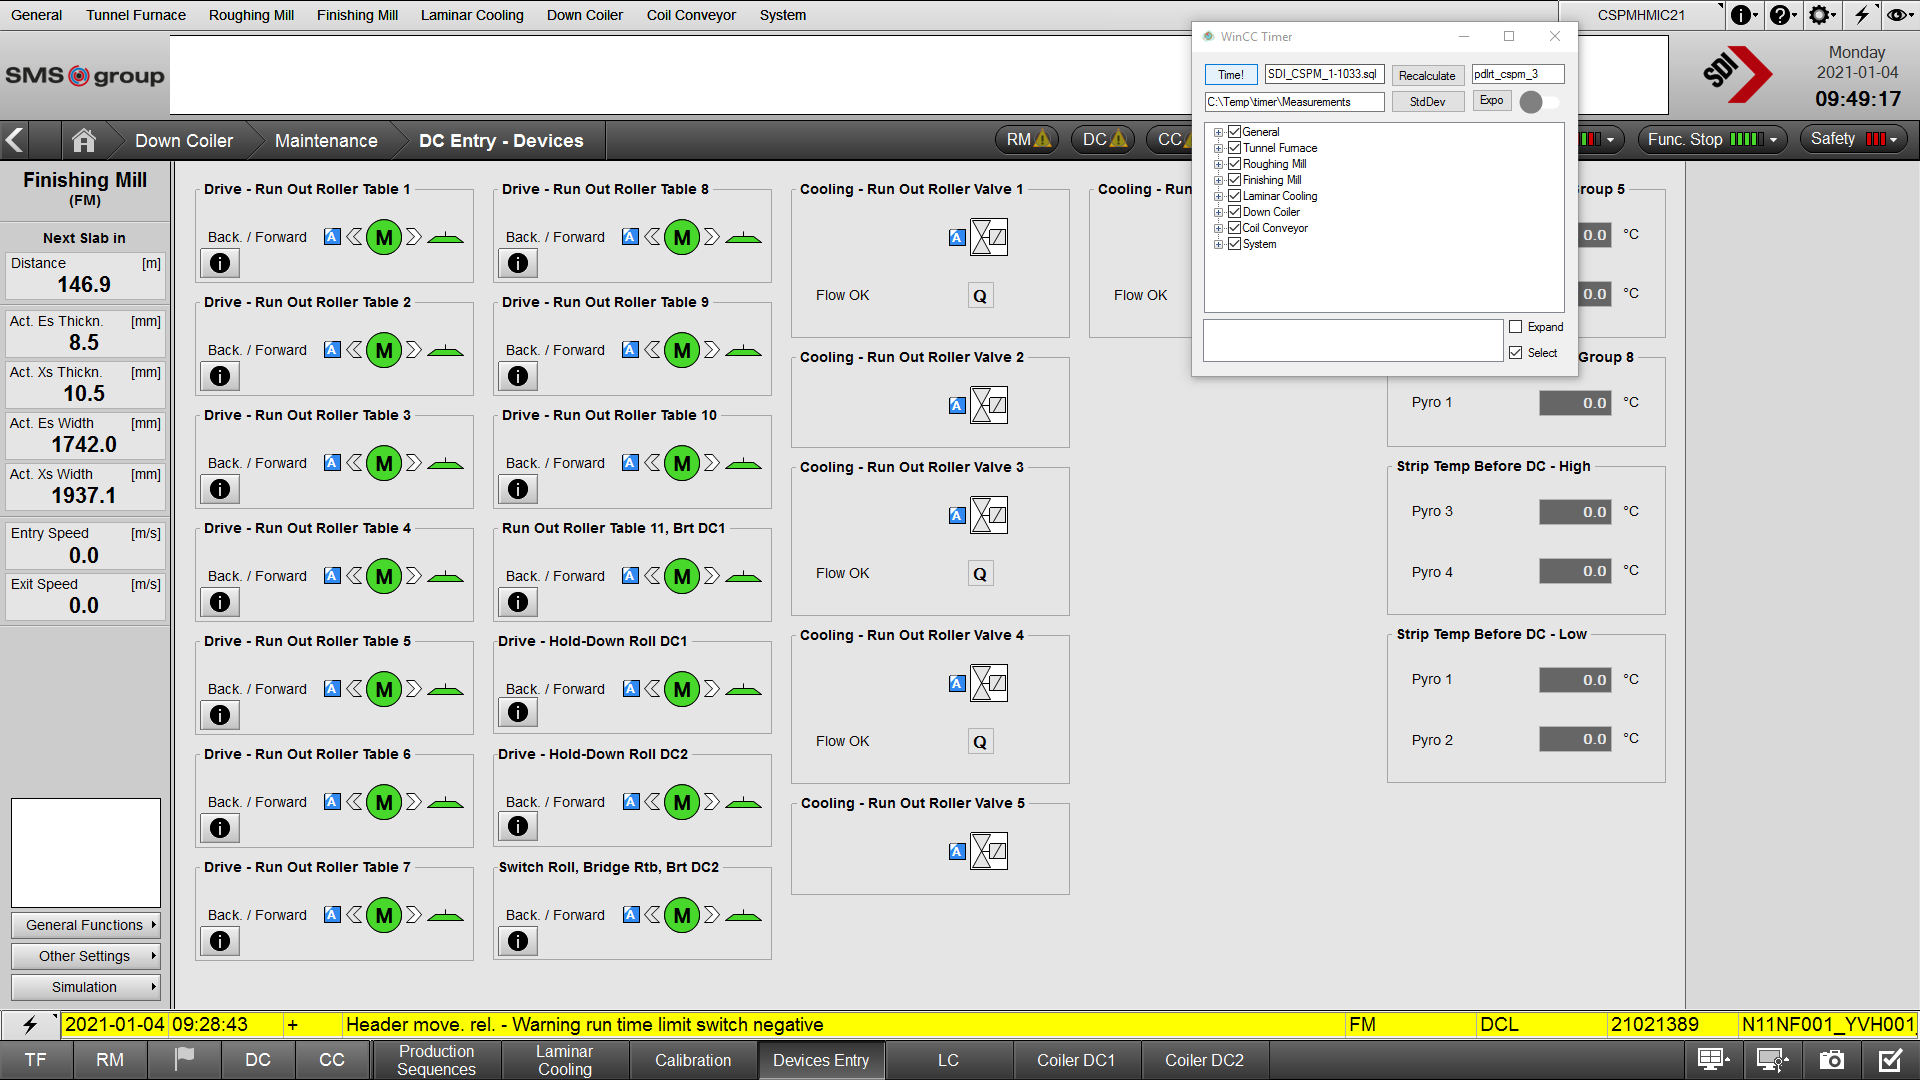 General Tunnel Furnace Roughing Mill Finishing Mill Laminar Cooling Down Coiler Coil Conveyor System CSPMHMIC21
SMS group
SDI
Monday
2021-01-04
09:49:17
WinCC Timer
Time! SDI_CSPM_1-1033.sql Recalculate pdlrt_cspm_3
C:\Temp\timer\Measurements StdDev Expo
General
Tunnel Furnace
Roughing Mill
Finishing Mill
Laminar Cooling
Down Coiler
Coil Conveyor
System
Expand
Select
Down Coiler Maintenance DC Entry - Devices RM DC CC Func. Stop Safety
Finishing Mill
(FM)
Next Slab in
Distance [m]
146.9
Act. Es Thickn. [mm]
8.5
Act. Xs Thickn. [mm]
10.5
Act. Es Width [mm]
1742.0
Act. Xs Width [mm]
1937.1
Entry Speed [m/s]
0.0
Exit Speed [m/s]
0.0
General Functions
Other Settings
Simulation
Drive - Run Out Roller Table 1
Back. / Forward A M
i
Drive - Run Out Roller Table 2
Back. / Forward A M
i
Drive - Run Out Roller Table 3
Back. / Forward A M
i
Drive - Run Out Roller Table 4
Back. / Forward A M
i
Drive - Run Out Roller Table 5
Back. / Forward A M
i
Drive - Run Out Roller Table 6
Back. / Forward A M
i
Drive - Run Out Roller Table 7
Back. / Forward A M
i
Drive - Run Out Roller Table 8
Back. / Forward A M
i
Drive - Run Out Roller Table 9
Back. / Forward A M
i
Drive - Run Out Roller Table 10
Back. / Forward A M
i
Run Out Roller Table 11, Brt DC1
Back. / Forward A M
i
Drive - Hold-Down Roll DC1
Back. / Forward A M
i
Drive - Hold-Down Roll DC2
Back. / Forward A M
i
Switch Roll, Bridge Rtb, Brt DC2
Back. / Forward A M
i
Cooling - Run Out Roller Valve 1
A
Flow OK Q
Cooling - Run Out Roller Valve 2
A
Cooling - Run Out Roller Valve 3
A
Flow OK Q
Cooling - Run Out Roller Valve 4
A
Flow OK Q
Cooling - Run Out Roller Valve 5
A
Cooling - Run
Flow OK
Group 5
0.0 °C
0.0 °C
Group 8
Pyro 1 0.0 °C
Strip Temp Before DC - High
Pyro 3 0.0 °C
Pyro 4 0.0 °C
Strip Temp Before DC - Low
Pyro 1 0.0 °C
Pyro 2 0.0 °C
2021-01-04 09:28:43 + Header move. rel. - Warning run time limit switch negative FM DCL 21021389 N11NF001_YVH001
TF RM DC CC Production Sequences Laminar Cooling Calibration Devices Entry LC Coiler DC1 Coiler DC2